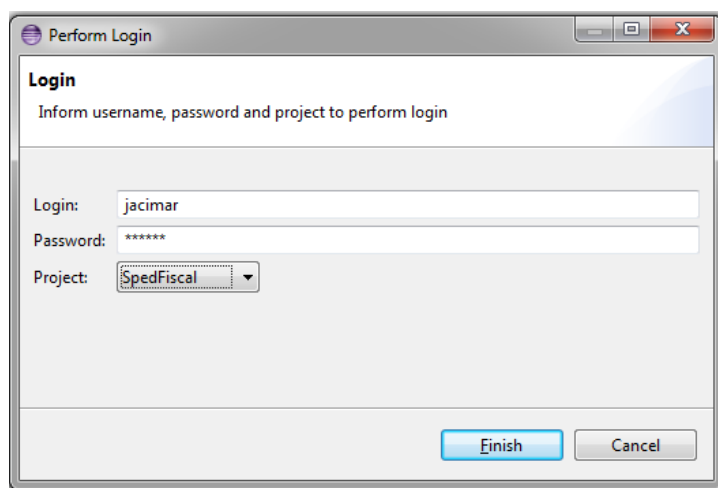 Perform Login
Login
Inform username, password and project to perform login
Login: jacimar
Password: ******
Project: SpedFiscal
Finish Cancel